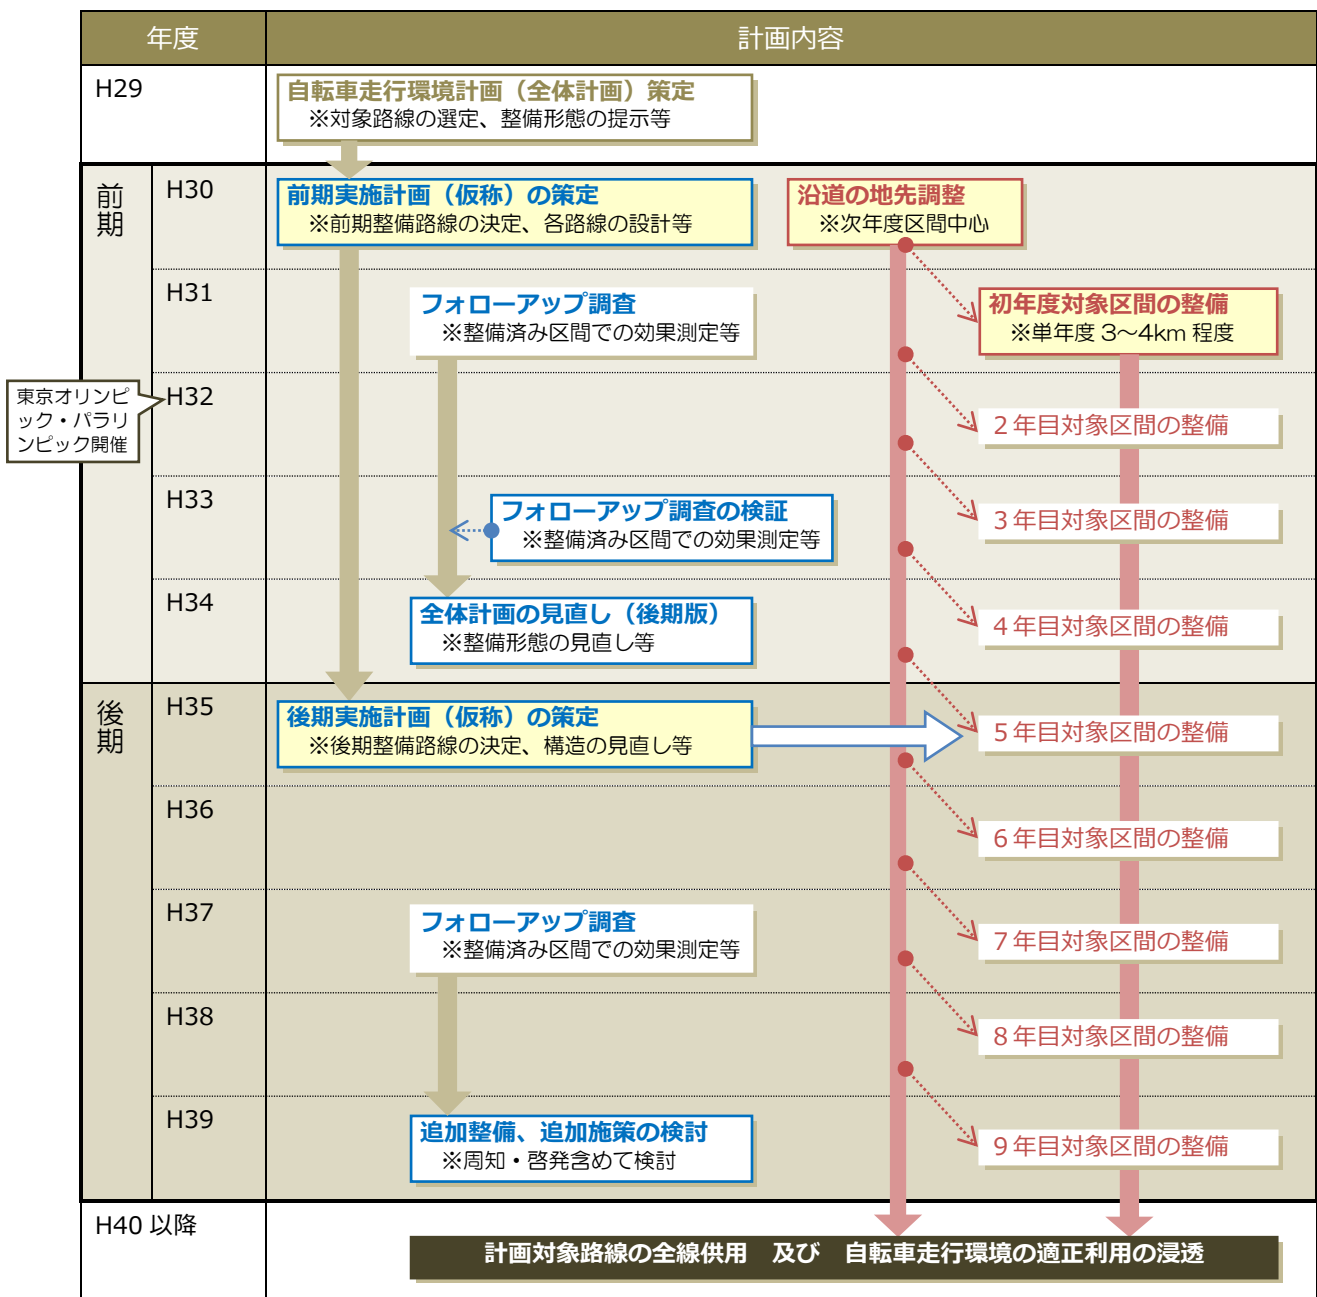 年度
計画内容
H29
自転車走行環境計画（全体計画）策定
※対象路線の選定、整備形態の提示等
前期
H30
前期実施計画（仮称）の策定
※前期整備路線の決定、各路線の設計等
沿道の地先調整
※次年度区間中心
H31
フォローアップ調査
※整備済み区間での効果測定等
初年度対象区間の整備
※単年度 3～4km 程度
東京オリンピ
ック・パラリ
ンピック開催
H32
２年目対象区間の整備
H33
フォローアップ調査の検証
※整備済み区間での効果測定等
３年目対象区間の整備
H34
全体計画の見直し（後期版）
※整備形態の見直し等
４年目対象区間の整備
後期
H35
後期実施計画（仮称）の策定
※後期整備路線の決定、構造の見直し等
５年目対象区間の整備
H36
６年目対象区間の整備
H37
フォローアップ調査
※整備済み区間での効果測定等
７年目対象区間の整備
H38
８年目対象区間の整備
H39
追加整備、追加施策の検討
※周知・啓発含めて検討
９年目対象区間の整備
H40 以降
計画対象路線の全線供用　及び　自転車走行環境の適正利用の浸透